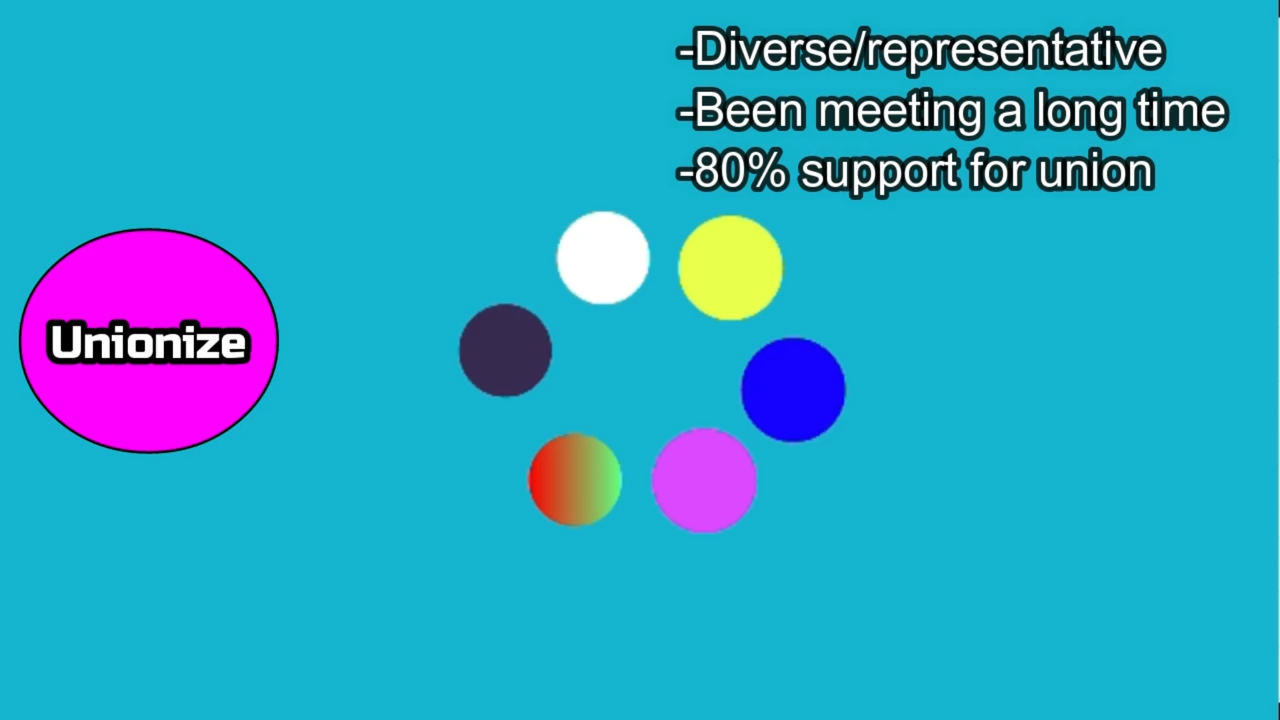 -Diverse/representative
-Been meeting a long time
-80% support for union
Unionize